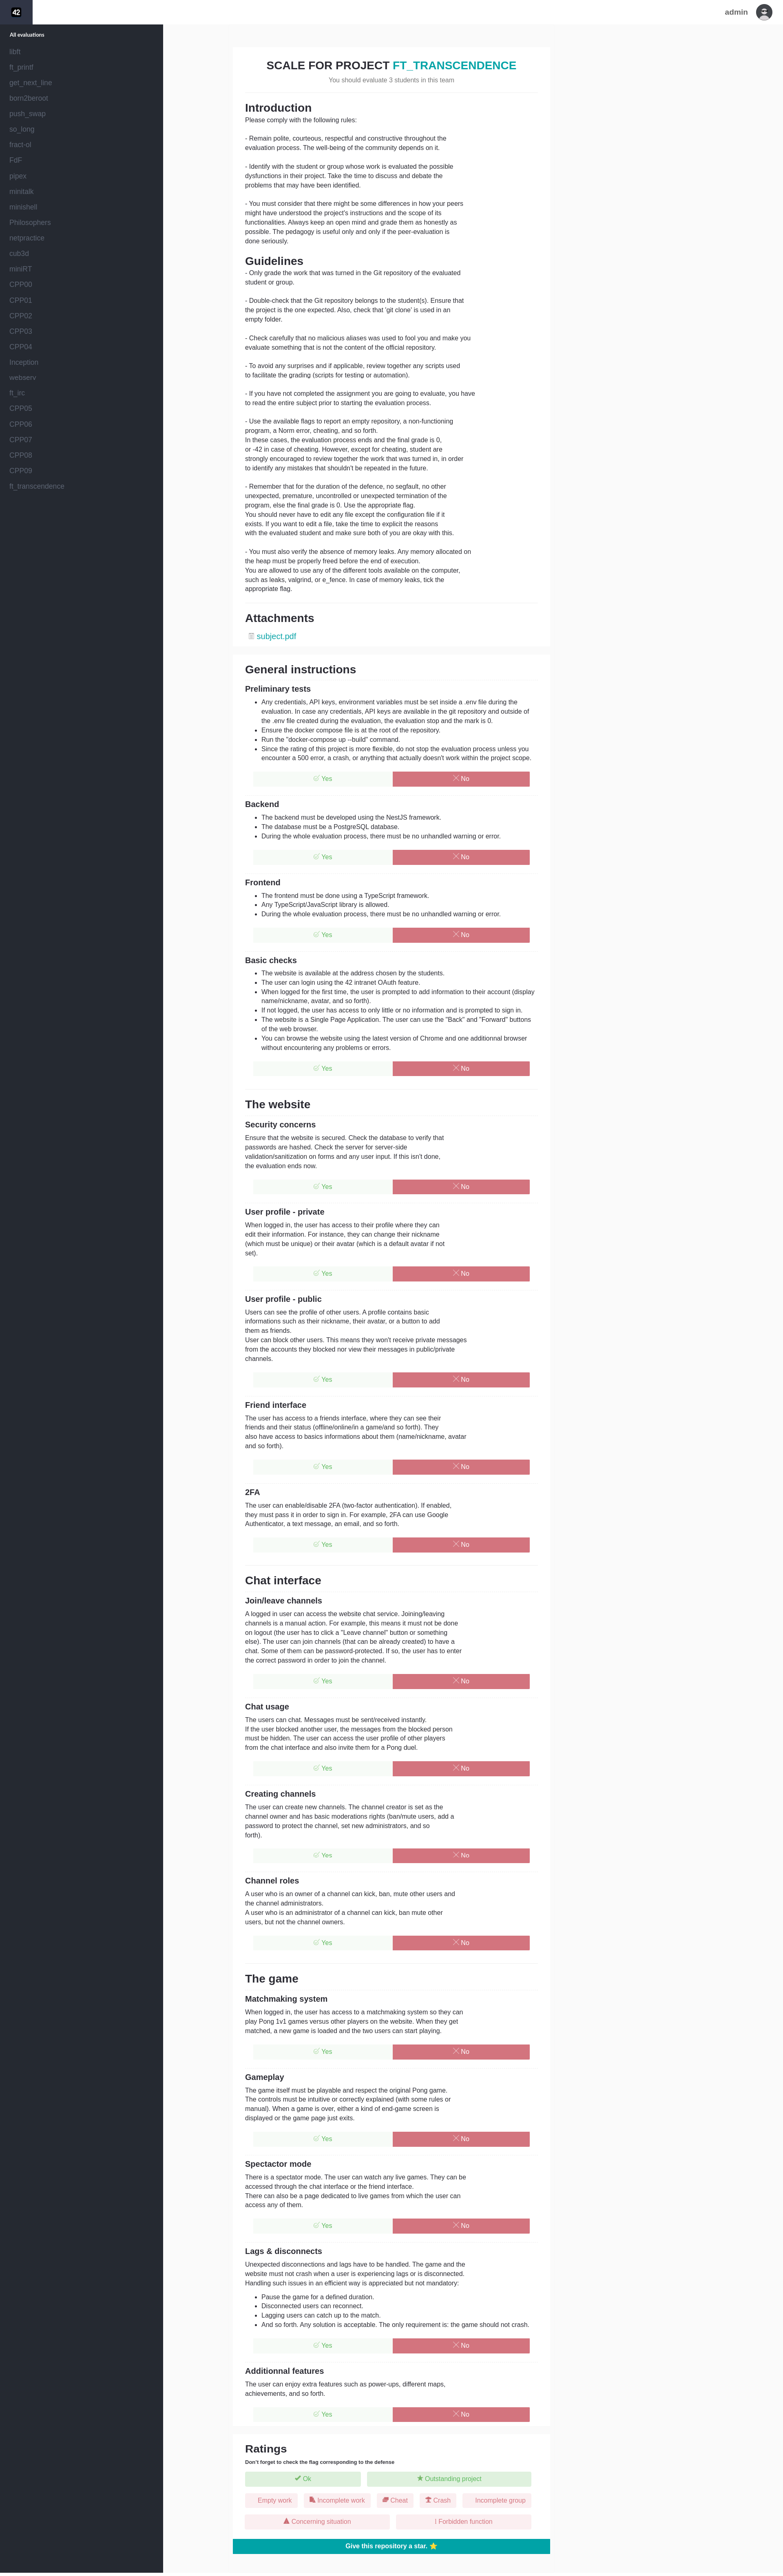 42
admin
All evaluations
libft
ft_printf
get_next_line
born2beroot
push_swap
so_long
fract-ol
FdF
pipex
minitalk
minishell
Philosophers
netpractice
cub3d
miniRT
CPP00
CPP01
CPP02
CPP03
CPP04
Inception
webserv
ft_irc
CPP05
CPP06
CPP07
CPP08
CPP09
ft_transcendence
SCALE FOR PROJECT FT_TRANSCENDENCE
You should evaluate 3 students in this team
Introduction
Please comply with the following rules:
- Remain polite, courteous, respectful and constructive throughout the
evaluation process. The well-being of the community depends on it.
- Identify with the student or group whose work is evaluated the possible
dysfunctions in their project. Take the time to discuss and debate the
problems that may have been identified.
- You must consider that there might be some differences in how your peers
might have understood the project's instructions and the scope of its
functionalities. Always keep an open mind and grade them as honestly as
possible. The pedagogy is useful only and only if the peer-evaluation is
done seriously.
Guidelines
- Only grade the work that was turned in the Git repository of the evaluated
student or group.
- Double-check that the Git repository belongs to the student(s). Ensure that
the project is the one expected. Also, check that 'git clone' is used in an
empty folder.
- Check carefully that no malicious aliases was used to fool you and make you
evaluate something that is not the content of the official repository.
- To avoid any surprises and if applicable, review together any scripts used
to facilitate the grading (scripts for testing or automation).
- If you have not completed the assignment you are going to evaluate, you have
to read the entire subject prior to starting the evaluation process.
- Use the available flags to report an empty repository, a non-functioning
program, a Norm error, cheating, and so forth.
In these cases, the evaluation process ends and the final grade is 0,
or -42 in case of cheating. However, except for cheating, student are
strongly encouraged to review together the work that was turned in, in order
to identify any mistakes that shouldn't be repeated in the future.
- Remember that for the duration of the defence, no segfault, no other
unexpected, premature, uncontrolled or unexpected termination of the
program, else the final grade is 0. Use the appropriate flag.
You should never have to edit any file except the configuration file if it
exists. If you want to edit a file, take the time to explicit the reasons
with the evaluated student and make sure both of you are okay with this.
- You must also verify the absence of memory leaks. Any memory allocated on
the heap must be properly freed before the end of execution.
You are allowed to use any of the different tools available on the computer,
such as leaks, valgrind, or e_fence. In case of memory leaks, tick the
appropriate flag.
Attachments
subject.pdf
General instructions
Preliminary tests
• Any credentials, API keys, environment variables must be set inside a .env file during the
evaluation. In case any credentials, API keys are available in the git repository and outside of
the .env file created during the evaluation, the evaluation stop and the mark is 0.
• Ensure the docker compose file is at the root of the repository.
• Run the "docker-compose up --build" command.
• Since the rating of this project is more flexible, do not stop the evaluation process unless you
encounter a 500 error, a crash, or anything that actually doesn't work within the project scope.
Yes No
Backend
• The backend must be developed using the NestJS framework.
• The database must be a PostgreSQL database.
• During the whole evaluation process, there must be no unhandled warning or error.
Yes No
Frontend
• The frontend must be done using a TypeScript framework.
• Any TypeScript/JavaScript library is allowed.
• During the whole evaluation process, there must be no unhandled warning or error.
Yes No
Basic checks
• The website is available at the address chosen by the students.
• The user can login using the 42 intranet OAuth feature.
• When logged for the first time, the user is prompted to add information to their account (display
name/nickname, avatar, and so forth).
• If not logged, the user has access to only little or no information and is prompted to sign in.
• The website is a Single Page Application. The user can use the "Back" and "Forward" buttons
of the web browser.
• You can browse the website using the latest version of Chrome and one additionnal browser
without encountering any problems or errors.
Yes No
The website
Security concerns
Ensure that the website is secured. Check the database to verify that
passwords are hashed. Check the server for server-side
validation/sanitization on forms and any user input. If this isn't done,
the evaluation ends now.
Yes No
User profile - private
When logged in, the user has access to their profile where they can
edit their information. For instance, they can change their nickname
(which must be unique) or their avatar (which is a default avatar if not
set).
Yes No
User profile - public
Users can see the profile of other users. A profile contains basic
informations such as their nickname, their avatar, or a button to add
them as friends.
User can block other users. This means they won't receive private messages
from the accounts they blocked nor view their messages in public/private
channels.
Yes No
Friend interface
The user has access to a friends interface, where they can see their
friends and their status (offline/online/in a game/and so forth). They
also have access to basics informations about them (name/nickname, avatar
and so forth).
Yes No
2FA
The user can enable/disable 2FA (two-factor authentication). If enabled,
they must pass it in order to sign in. For example, 2FA can use Google
Authenticator, a text message, an email, and so forth.
Yes No
Chat interface
Join/leave channels
A logged in user can access the website chat service. Joining/leaving
channels is a manual action. For example, this means it must not be done
on logout (the user has to click a "Leave channel" button or something
else). The user can join channels (that can be already created) to have a
chat. Some of them can be password-protected. If so, the user has to enter
the correct password in order to join the channel.
Yes No
Chat usage
The users can chat. Messages must be sent/received instantly.
If the user blocked another user, the messages from the blocked person
must be hidden. The user can access the user profile of other players
from the chat interface and also invite them for a Pong duel.
Yes No
Creating channels
The user can create new channels. The channel creator is set as the
channel owner and has basic moderations rights (ban/mute users, add a
password to protect the channel, set new administrators, and so
forth).
Yes No
Channel roles
A user who is an owner of a channel can kick, ban, mute other users and
the channel administrators.
A user who is an administrator of a channel can kick, ban mute other
users, but not the channel owners.
Yes No
The game
Matchmaking system
When logged in, the user has access to a matchmaking system so they can
play Pong 1v1 games versus other players on the website. When they get
matched, a new game is loaded and the two users can start playing.
Yes No
Gameplay
The game itself must be playable and respect the original Pong game.
The controls must be intuitive or correctly explained (with some rules or
manual). When a game is over, either a kind of end-game screen is
displayed or the game page just exits.
Yes No
Spectactor mode
There is a spectator mode. The user can watch any live games. They can be
accessed through the chat interface or the friend interface.
There can also be a page dedicated to live games from which the user can
access any of them.
Yes No
Lags & disconnects
Unexpected disconnections and lags have to be handled. The game and the
website must not crash when a user is experiencing lags or is disconnected.
Handling such issues in an efficient way is appreciated but not mandatory:
• Pause the game for a defined duration.
• Disconnected users can reconnect.
• Lagging users can catch up to the match.
• And so forth. Any solution is acceptable. The only requirement is: the game should not crash.
Yes No
Additionnal features
The user can enjoy extra features such as power-ups, different maps,
achievements, and so forth.
Yes No
Ratings
Don't forget to check the flag corresponding to the defense
Ok Outstanding project
Empty work Incomplete work Cheat Crash Incomplete group
Concerning situation Forbidden function
Give this repository a star.